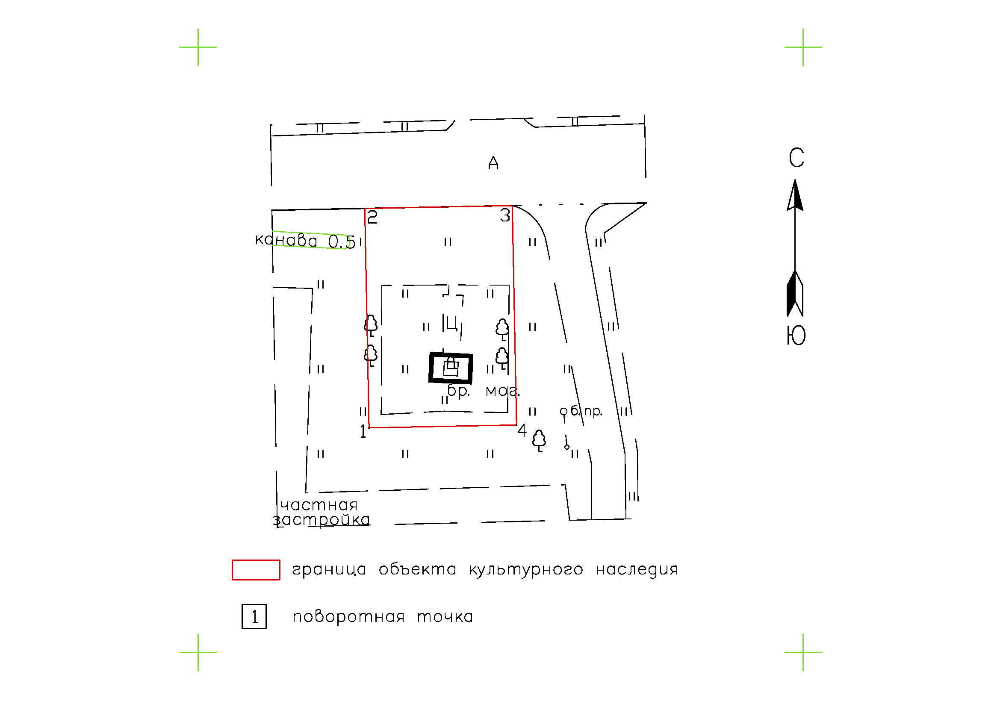 С
А
2
3
канава 0.5
Ц
Ю
бр. мог.
б.пр.
1
4
частная
застройка
граница объекта культурного наследия
1
поворотная точка